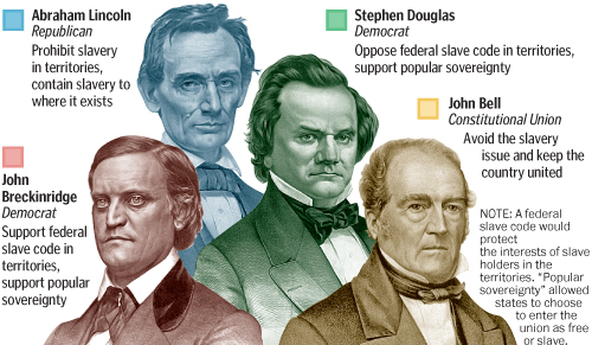 Abraham Lincoln
Republican
Prohibit slavery
in territories,
contain slavery to
where it exists
Stephen Douglas
Democrat
Oppose federal slave code in territories,
support popular sovereignty
John Bell
Constitutional Union
Avoid the slavery
issue and keep the
country united
John
Breckinridge
Democrat
Support federal
slave code in
territories,
support popular
sovereignty
NOTE: A federal
slave code would
protect
the interests of slave
holders in the
territories. "Popular
sovereignty" allowed
states to choose
to enter the
union as free
or slave.